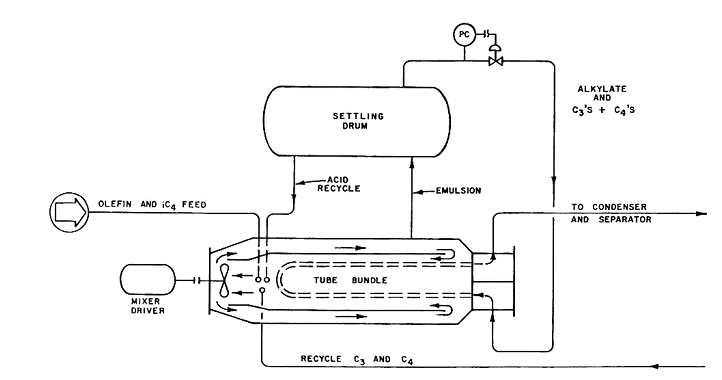 PC
ALKYLATE
AND
C3'S + C4'S
SETTLING
DRUM
ACID
RECYCLE
EMULSION
OLEFIN AND iC4 FEED
TO CONDENSER
AND SEPARATOR
TUBE BUNDLE
MIXER
DRIVER
RECYCLE C3 AND C4